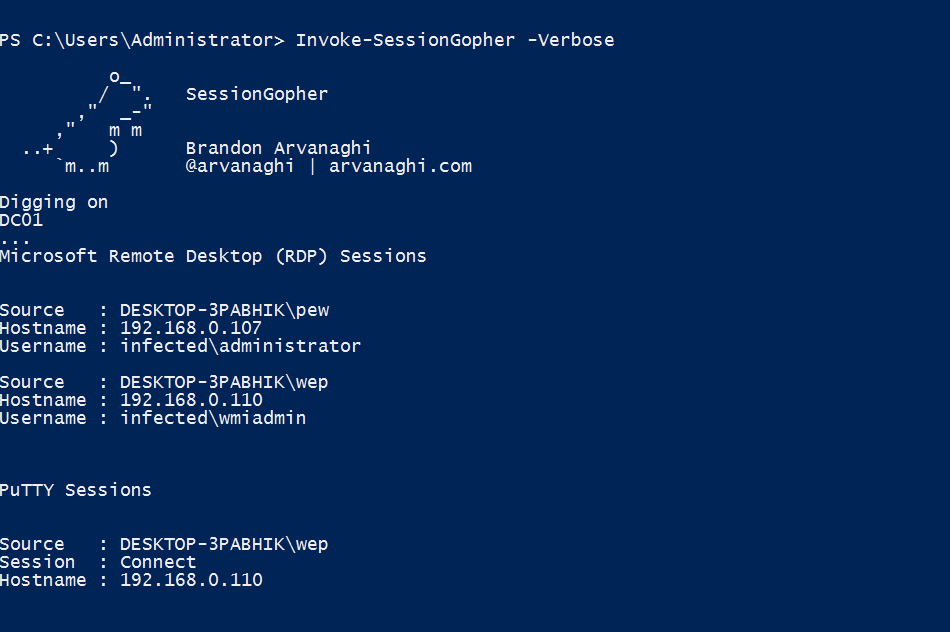 PS C:\Users\Administrator> Invoke-SessionGopher -Verbose
          o_
         /  ".   SessionGopher
       ,"  _-"
     ,"   m m
  ..+     )      Brandon Arvanaghi
     `m..m       @arvanaghi | arvanaghi.com
Digging on
DC01
...
Microsoft Remote Desktop (RDP) Sessions
Source   : DESKTOP-3PABHIK\pew
Hostname : 192.168.0.107
Username : infected\administrator
Source   : DESKTOP-3PABHIK\wep
Hostname : 192.168.0.110
Username : infected\wmiadmin
PuTTY Sessions
Source   : DESKTOP-3PABHIK\wep
Session  : Connect
Hostname : 192.168.0.110